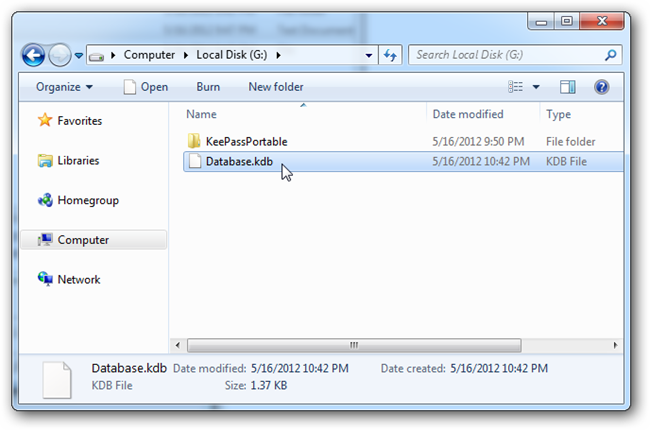 Computer Local Disk (G:) Search Local Disk (G:)
Organize Open Burn New folder
Name Date modified Type
Favorites
Libraries
Homegroup
Computer
Network
KeePassPortable 5/16/2012 9:50 PM File folder
Database.kdb 5/16/2012 10:42 PM KDB File
Database.kdb Date modified: 5/16/2012 10:42 PM Date created: 5/16/2012 10:42 PM
KDB File Size: 1.37 KB